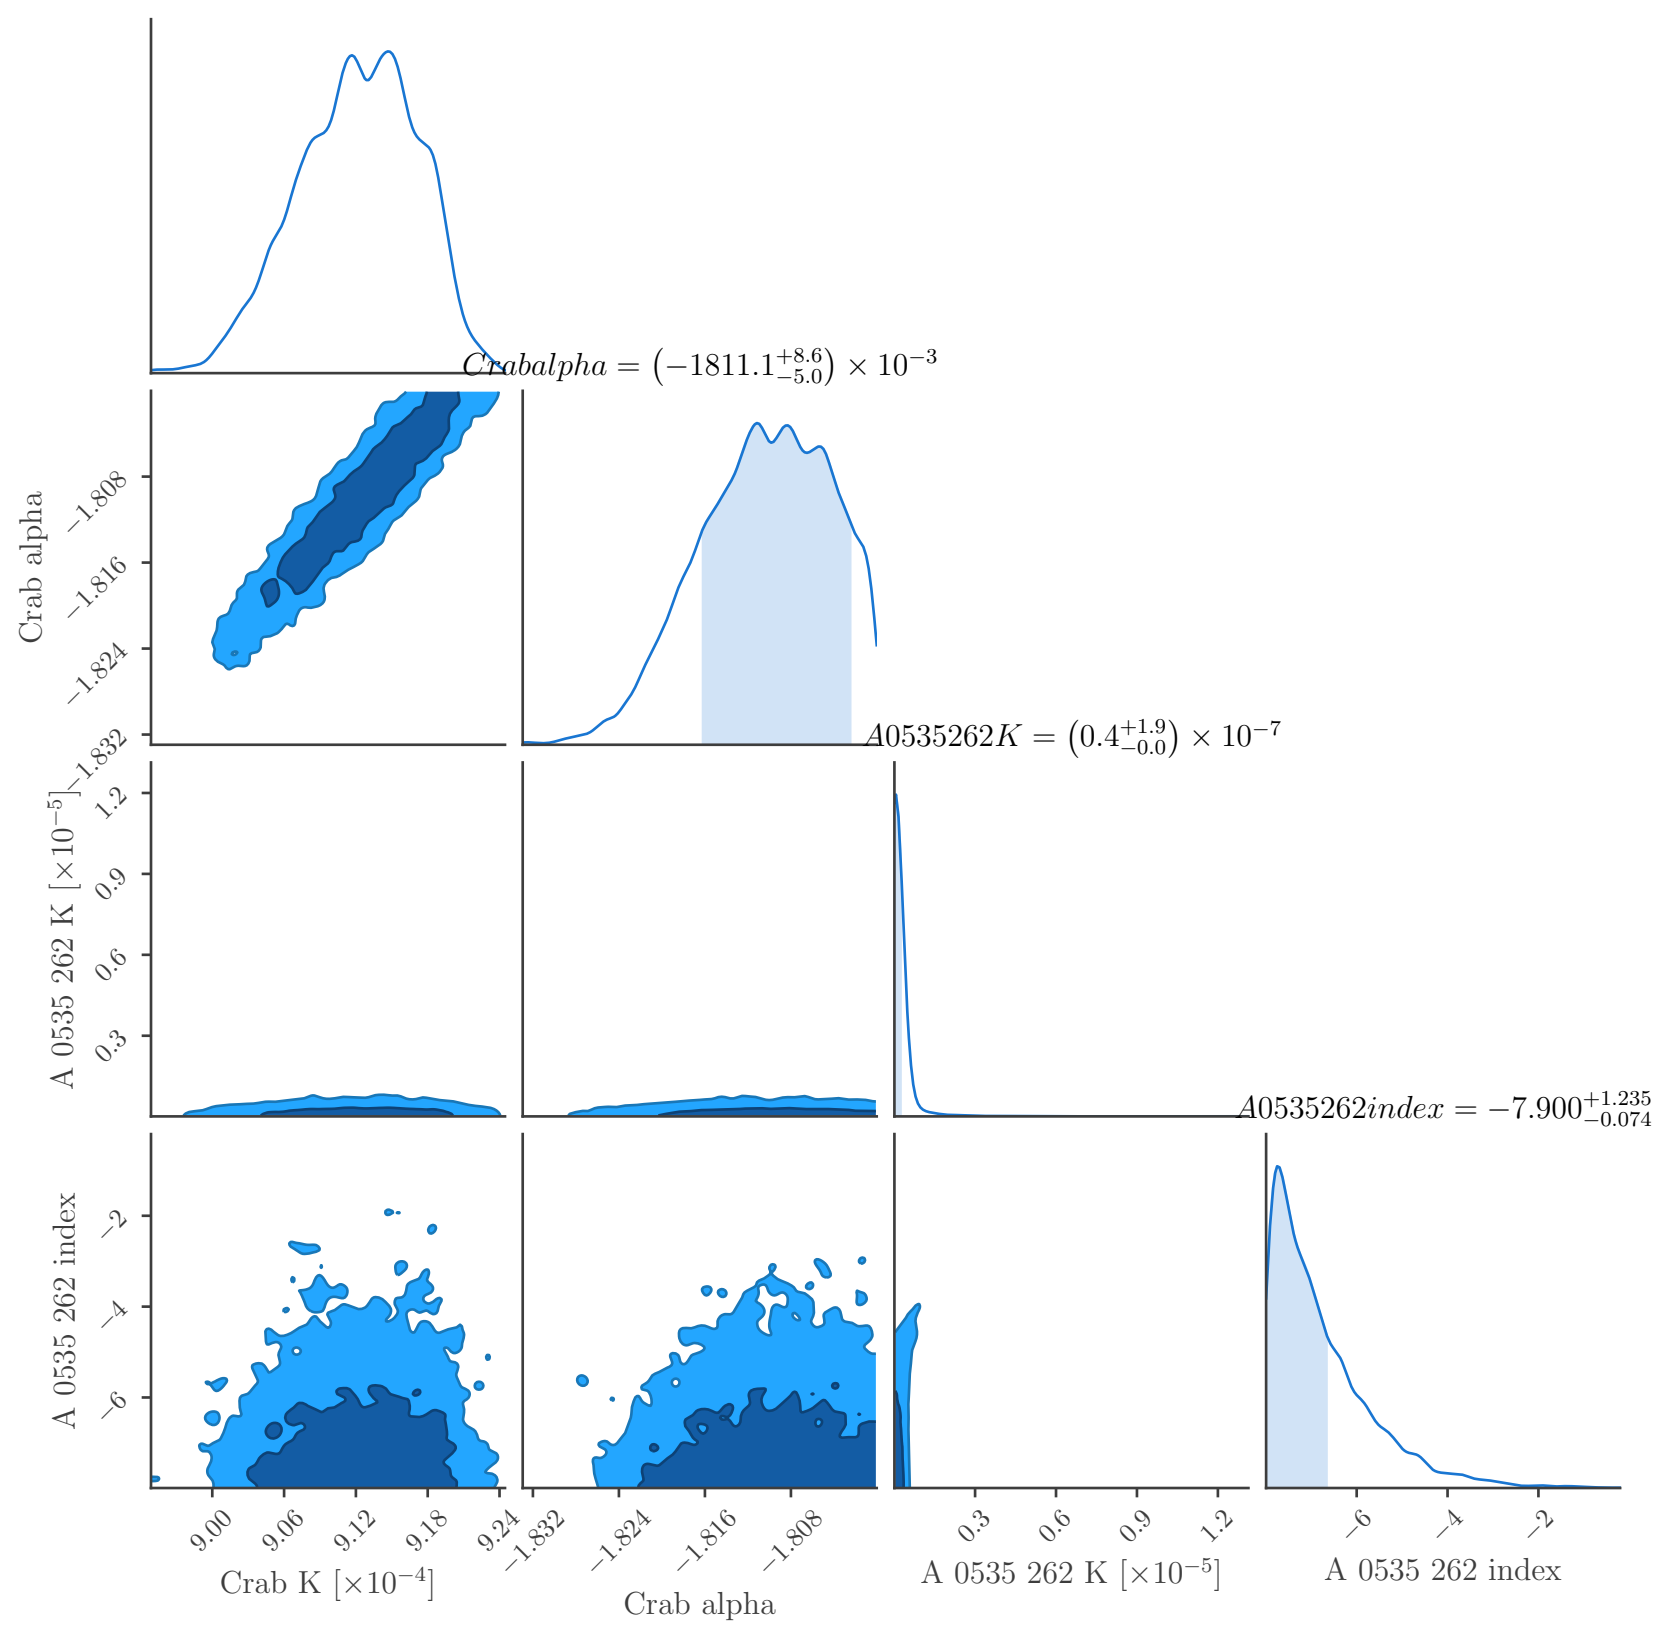 Crabalpha = (−1811.1 +8.6 −5.0) × 10−3
Crab alpha
−1.808
−1.816
−1.824
−1.832
A0535262K = (0.4 +1.9 −0.0) × 10−7
A 0535 262 K [×10−5]
1.2
0.9
0.6
0.3
A0535262index = −7.900 +1.235 −0.074
A 0535 262 index
−2
−4
−6
9.00 9.06 9.12 9.18 9.24
Crab K [×10−4]
−1.832 −1.824 −1.816 −1.808
Crab alpha
0.3 0.6 0.9 1.2
A 0535 262 K [×10−5]
−6 −4 −2
A 0535 262 index